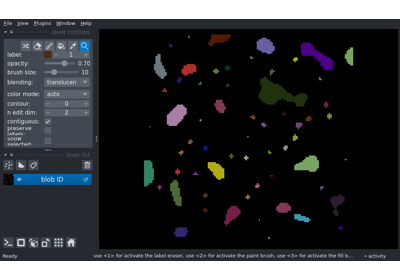 File View Plugins Window Help
layer controls
label: 1
opacity: 0.70
brush size: 10
blending: translucen
color mode: auto
contour: 0
n edit dim: 2
contiguous:
preserve labels:
show selected:
layer list
blob ID
Ready
use <1> for activate the label eraser, use <2> for activate the paint brush, use <3> for activate the fill b...
activity